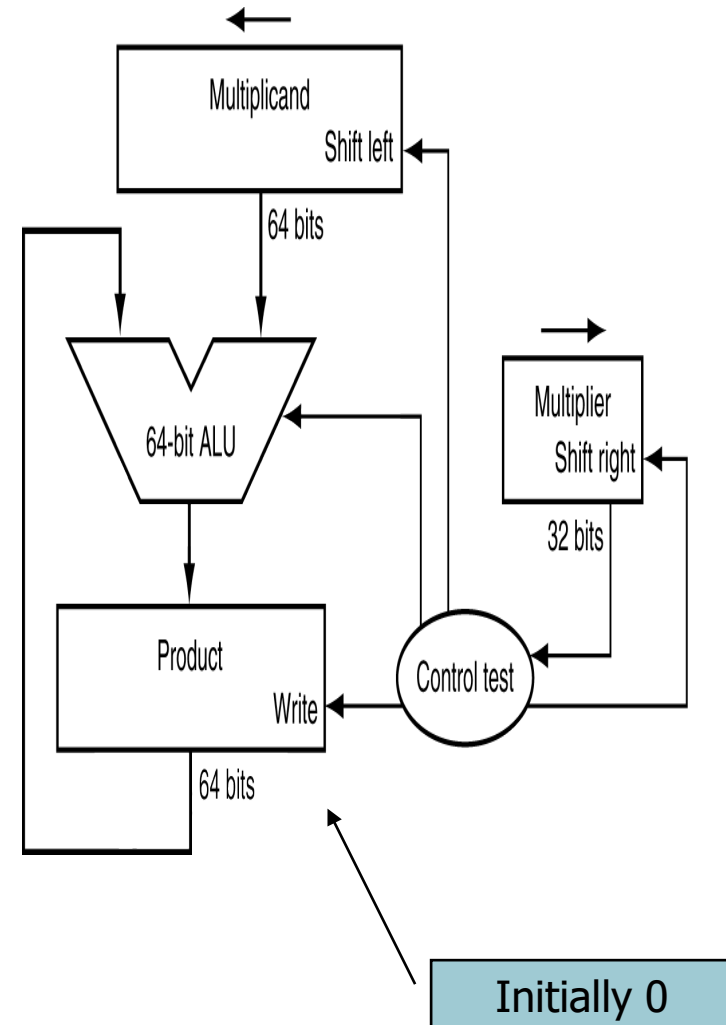 Multiplicand
Shift left
64 bits
64-bit ALU
Multiplier
Shift right
32 bits
Product
Write
Control test
64 bits
Initially 0